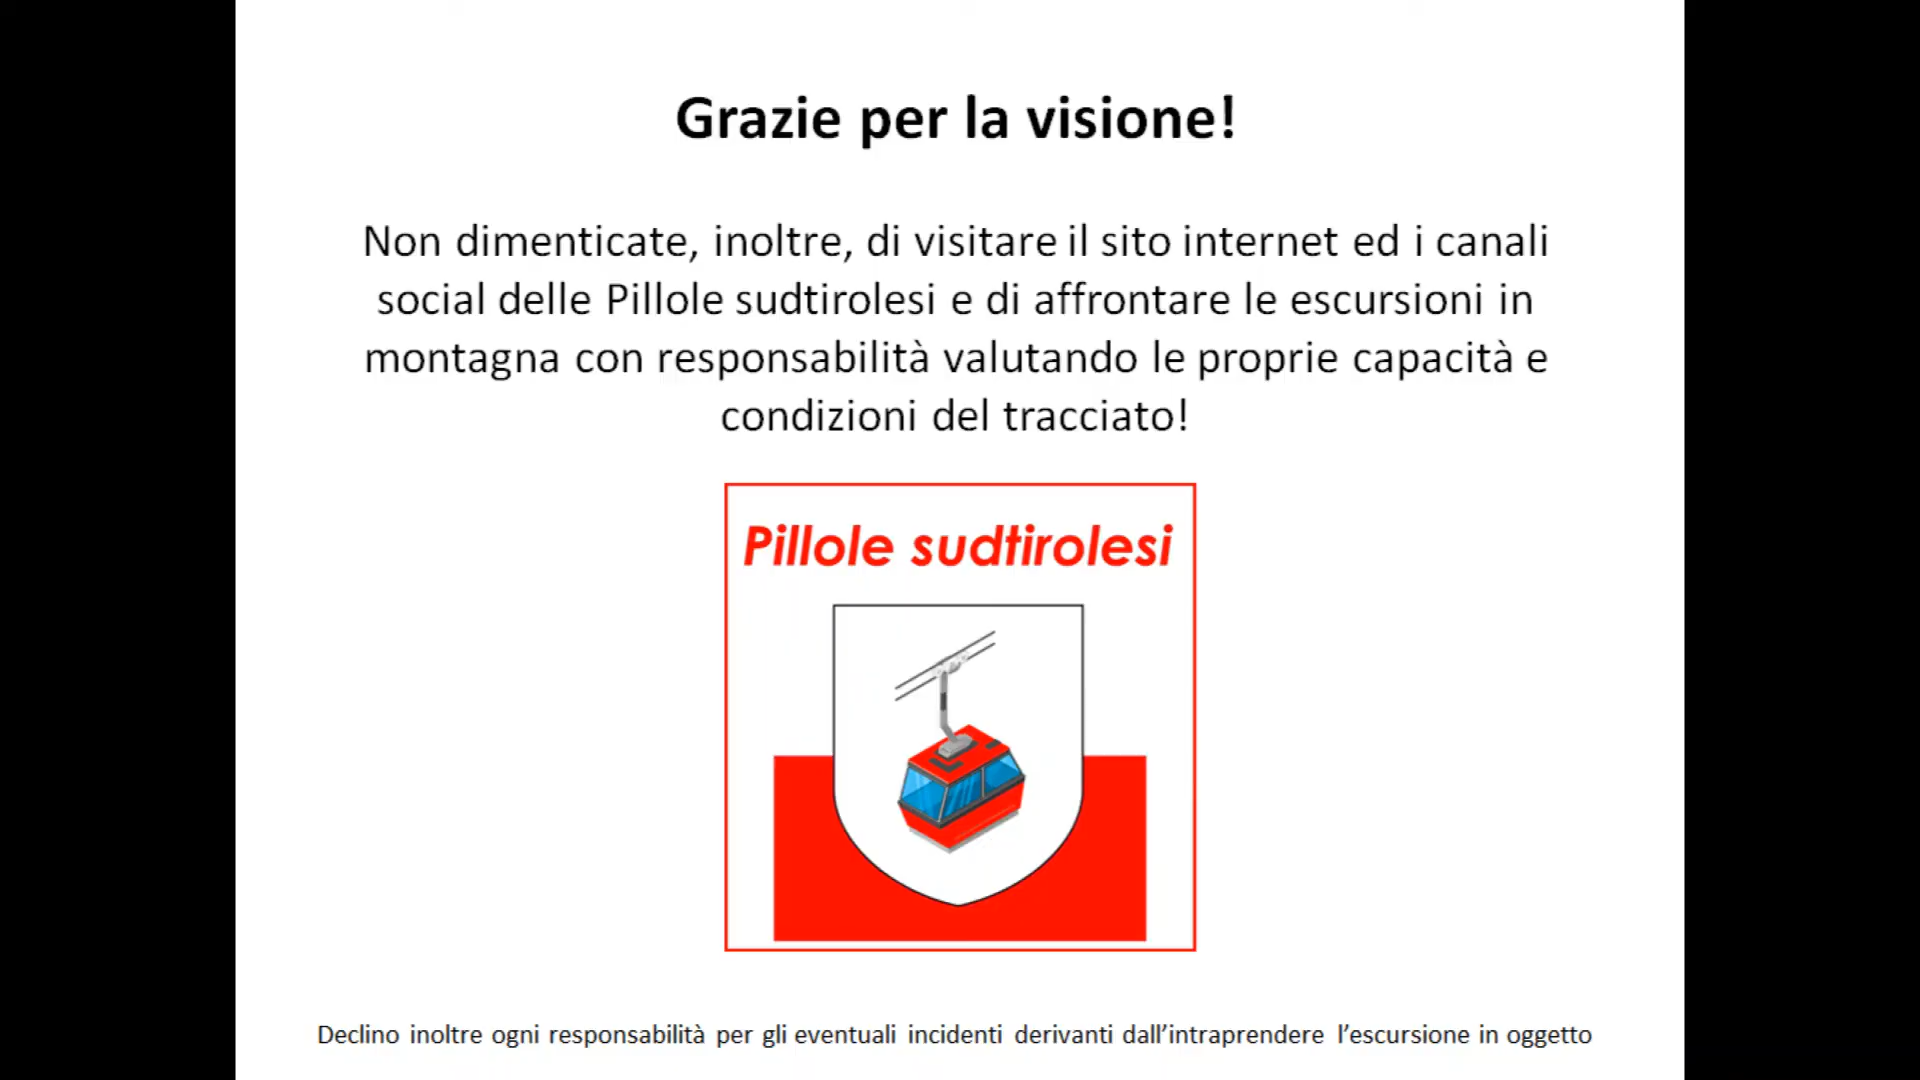 Grazie per la visione!
Non dimenticate, inoltre, di visitare il sito internet ed i canali
social delle Pillole sudtirolesi e di affrontare le escursioni in
montagna con responsabilità valutando le proprie capacità e
condizioni del tracciato!
Pillole sudtirolesi
Declino inoltre ogni responsabilità per gli eventuali incidenti derivanti dall’intraprendere l’escursione in oggetto